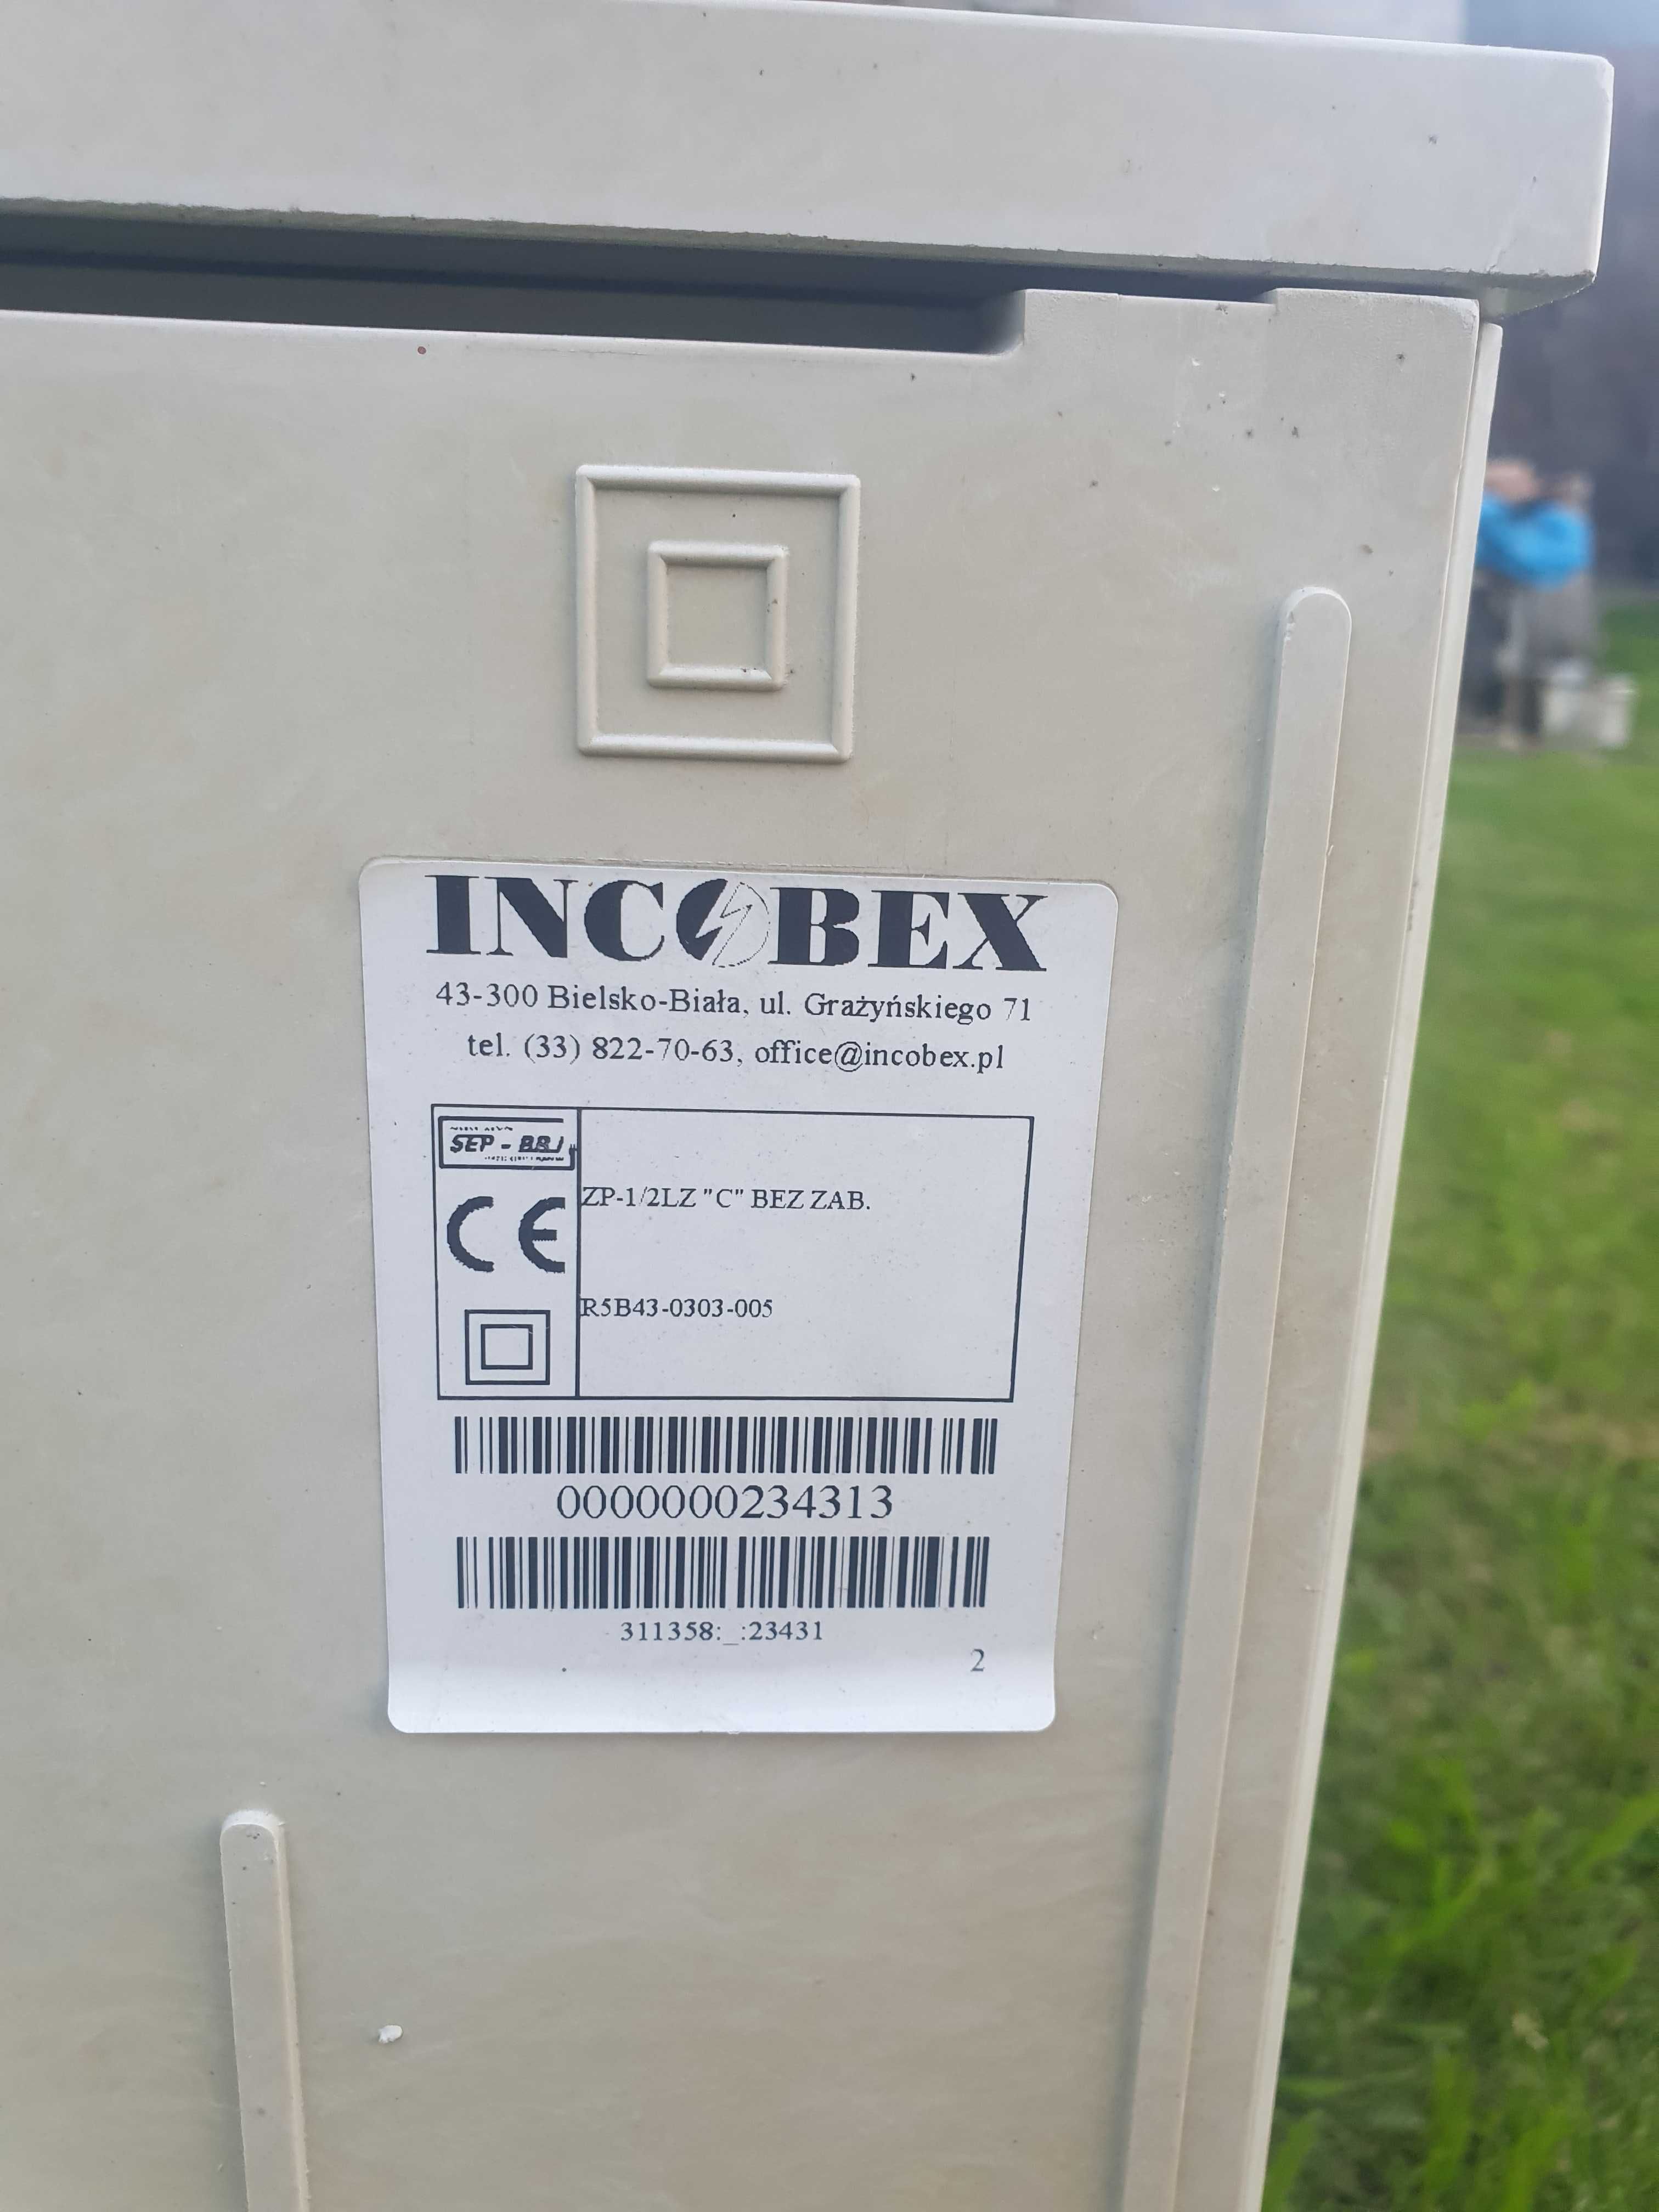 INCOBEX
43-300 Bielsko-Biała, ul. Grażyńskiego 71
tel. (33) 822-70-63, office@incobex.pl
SEP - BBJ
CE
ZP-1/2LZ "C" BEZ ZAB.
R5B43-0303-005
0000000234313
311358:_:23431
2